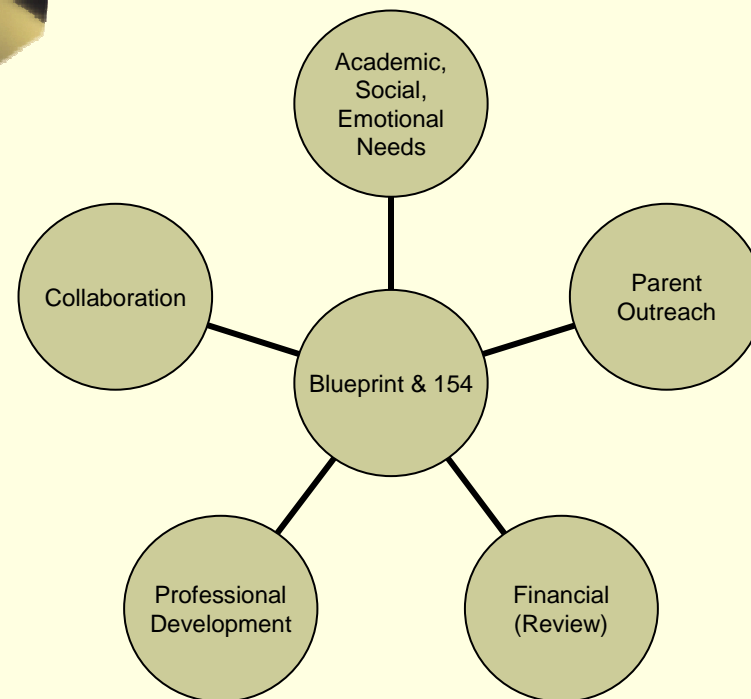 Academic,
Social,
Emotional
Needs
Collaboration
Parent
Outreach
Blueprint & 154
Professional
Development
Financial
(Review)